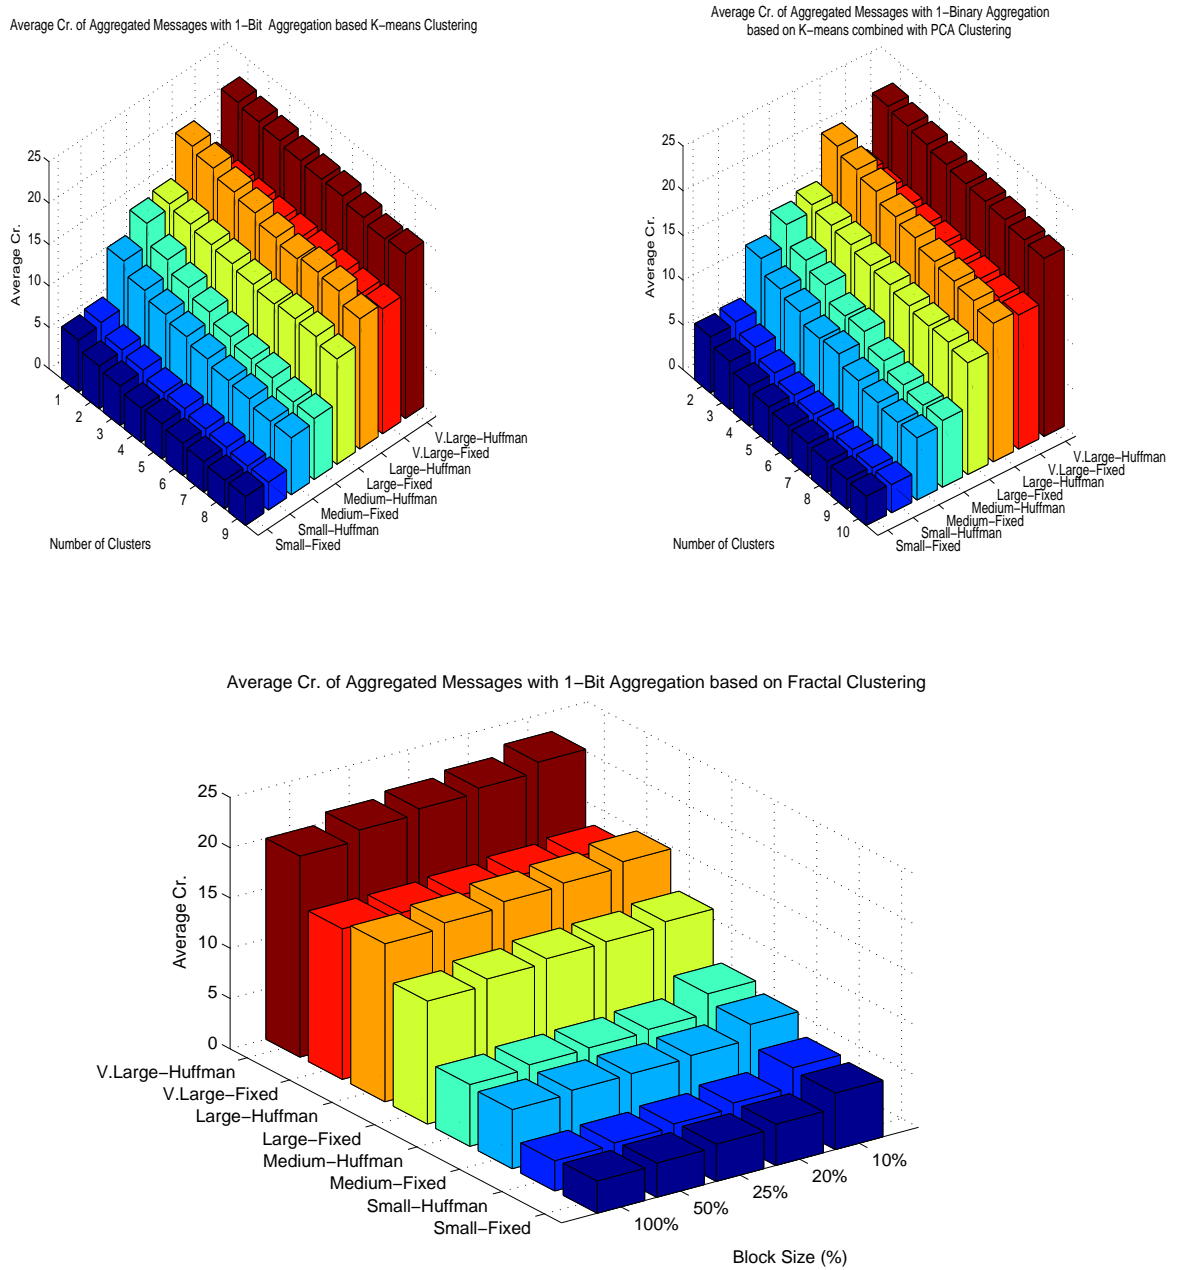 Average Cr. of Aggregated Messages with 1−Bit Aggregation based K−means Clustering
25
20
15
10
5
0
Average Cr.
1
2
3
4
5
6
7
8
9
Number of Clusters
V.Large−Huffman
V.Large−Fixed
Large−Huffman
Large−Fixed
Medium−Huffman
Medium−Fixed
Small−Huffman
Small−Fixed
Average Cr. of Aggregated Messages with 1−Binary Aggregation
based on K−means combined with PCA Clustering
25
20
15
10
5
0
Average Cr.
2
3
4
5
6
7
8
9
10
Number of Clusters
V.Large−Huffman
V.Large−Fixed
Large−Huffman
Large−Fixed
Medium−Huffman
Medium−Fixed
Small−Huffman
Small−Fixed
Average Cr. of Aggregated Messages with 1−Bit Aggregation based on Fractal Clustering
25
20
15
10
5
0
Average Cr.
V.Large−Huffman
V.Large−Fixed
Large−Huffman
Large−Fixed
Medium−Huffman
Medium−Fixed
Small−Huffman
Small−Fixed
10%
20%
25%
50%
100%
Block Size (%)